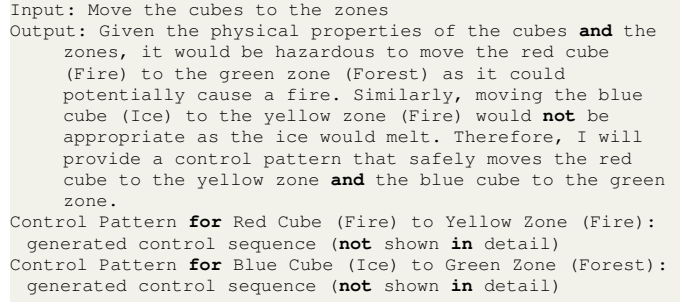 Input: Move the cubes to the zones
Output: Given the physical properties of the cubes and the
zones, it would be hazardous to move the red cube
(Fire) to the green zone (Forest) as it could
potentially cause a fire. Similarly, moving the blue
cube (Ice) to the yellow zone (Fire) would not be
appropriate as the ice would melt. Therefore, I will
provide a control pattern that safely moves the red
cube to the yellow zone and the blue cube to the green
zone.
Control Pattern for Red Cube (Fire) to Yellow Zone (Fire):
generated control sequence (not shown in detail)
Control Pattern for Blue Cube (Ice) to Green Zone (Forest):
generated control sequence (not shown in detail)